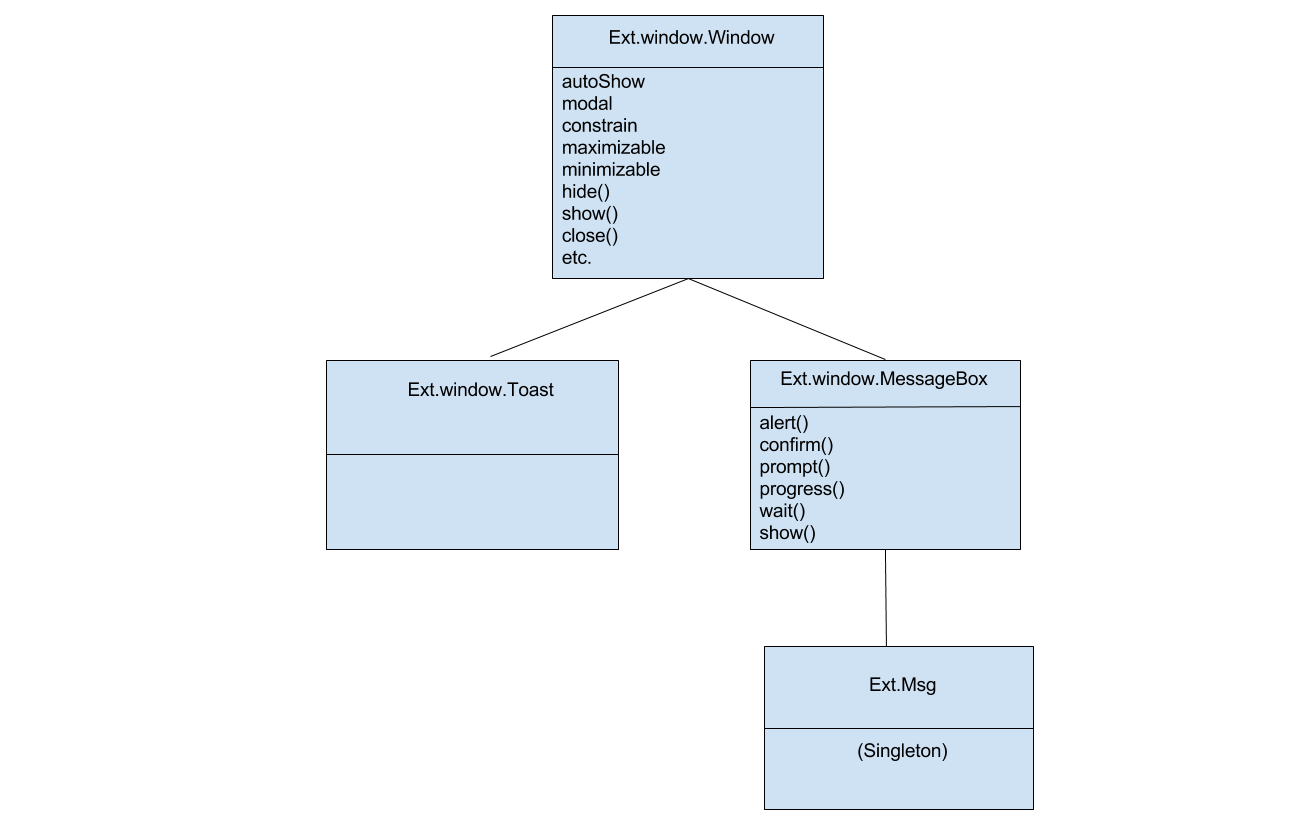 Ext.window.Window
autoShow
modal
constrain
maximizable
minimizable
hide()
show()
close()
etc.
Ext.window.Toast
Ext.window.MessageBox
alert()
confirm()
prompt()
progress()
wait()
show()
Ext.Msg
(Singleton)